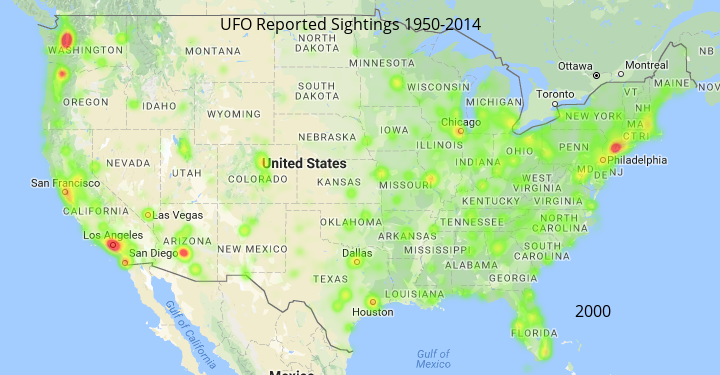 UFO Reported Sightings 1950-2014
WASHINGTON
MONTANA
NORTH
DAKOTA
MINNESOTA
Ottawa
Montreal
NB
MAINE
NOV
OREGON
IDAHO
WYOMING
SOUTH
DAKOTA
WISCONSIN
MICHIGAN
Toronto
VT
NH
NEW YORK
MA
CT RI
NEBRASKA
IOWA
Chicago
ILLINOIS
INDIANA
OHIO
PENN
Philadelphia
MD
DE
NJ
NEVADA
UTAH
COLORADO
United States
KANSAS
MISSOURI
WEST
VIRGINIA
KENTUCKY
VIRGINIA
San Francisco
CALIFORNIA
Las Vegas
Los Angeles
San Diego
ARIZONA
NEW MEXICO
OKLAHOMA
ARKANSAS
TENNESSEE
NORTH
CAROLINA
MISSISSIPPI
SOUTH
CAROLINA
ALABAMA
GEORGIA
Dallas
TEXAS
LOUISIANA
Houston
FLORIDA
2000
Gulf of
California
Gulf of
Mexico
Mexico